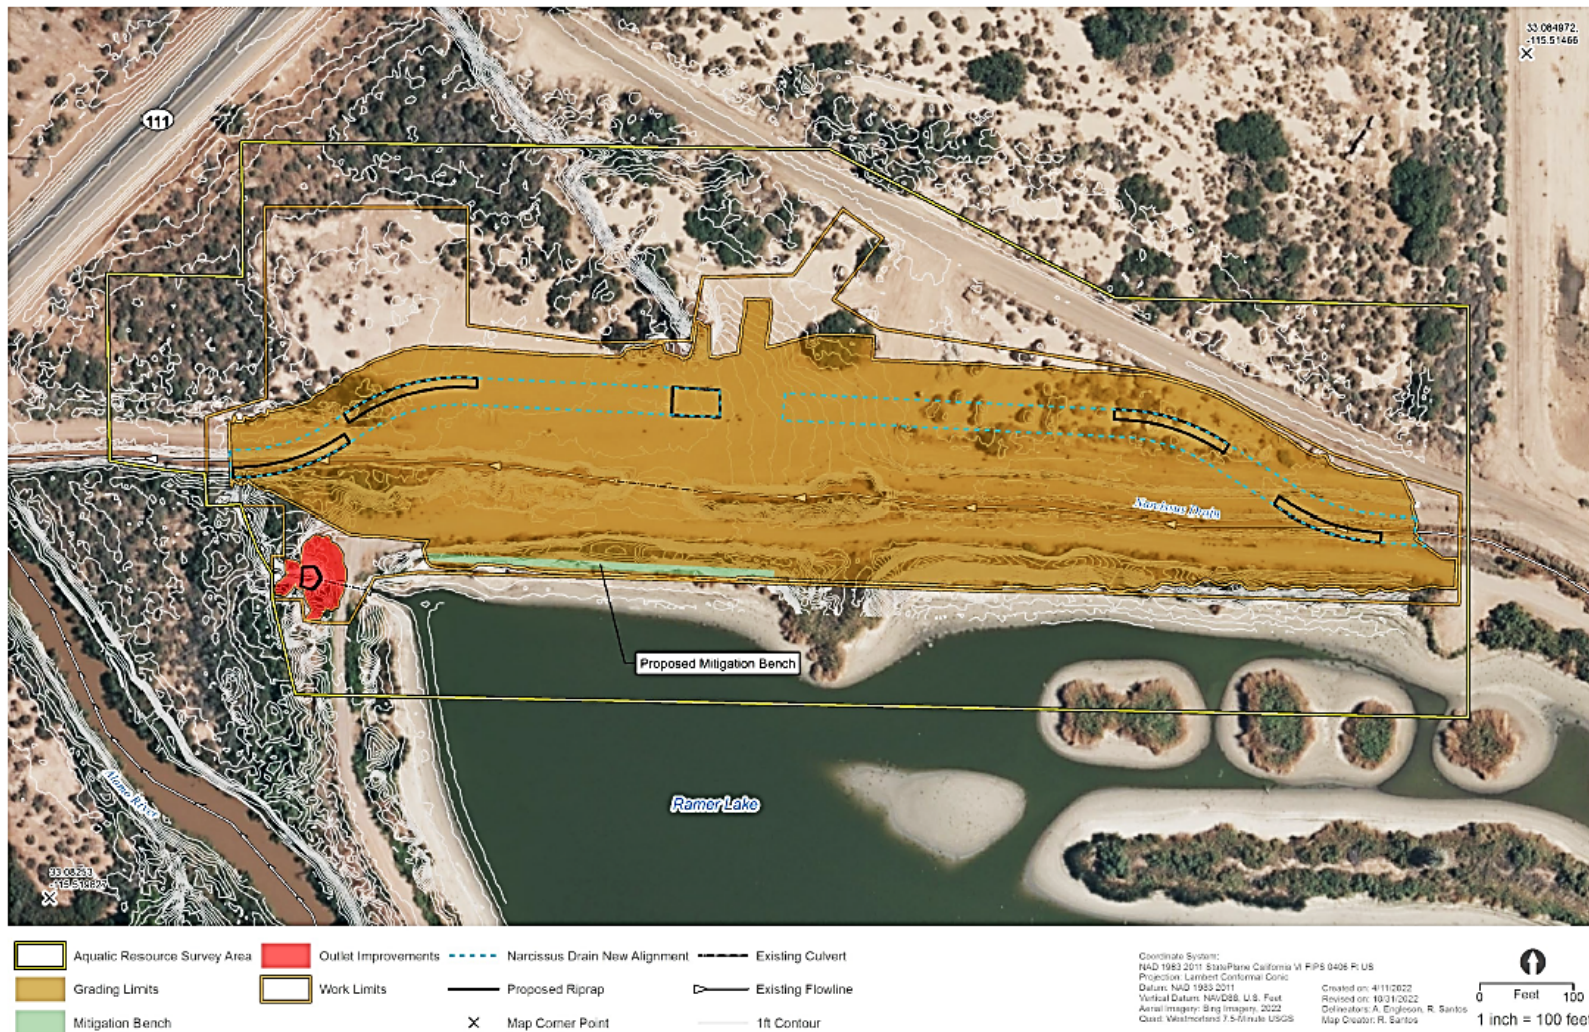 33.084972,
-115.51466
111
Narcissus Drain
Proposed Mitigation Bench
Ramer Lake
Alamo River
Aquatic Resource Survey Area
Grading Limits
Mitigation Bench
Outlet Improvements
Work Limits
Narcissus Drain New Alignment
Proposed Riprap
Map Corner Point
Existing Culvert
Existing Flowline
1ft Contour
Coordinate System:
NAD 1983 2011 StatePlane California VI FIPS 0406 Ft US
Projection: Lambert Conformal Conic
Datum: NAD 1983 2011
Vertical Datum: NAVD88, U.S. Feet
Aerial Imagery: Bing Imagery, 2022
Quad: Westmorland 7.5-Minute USGS
Created on: 4/11/2022
Revised on: 10/31/2022
Delineators: A. Engleson, R. Santos
Map Creator: R. Santos
0 Feet 100
1 inch = 100 feet